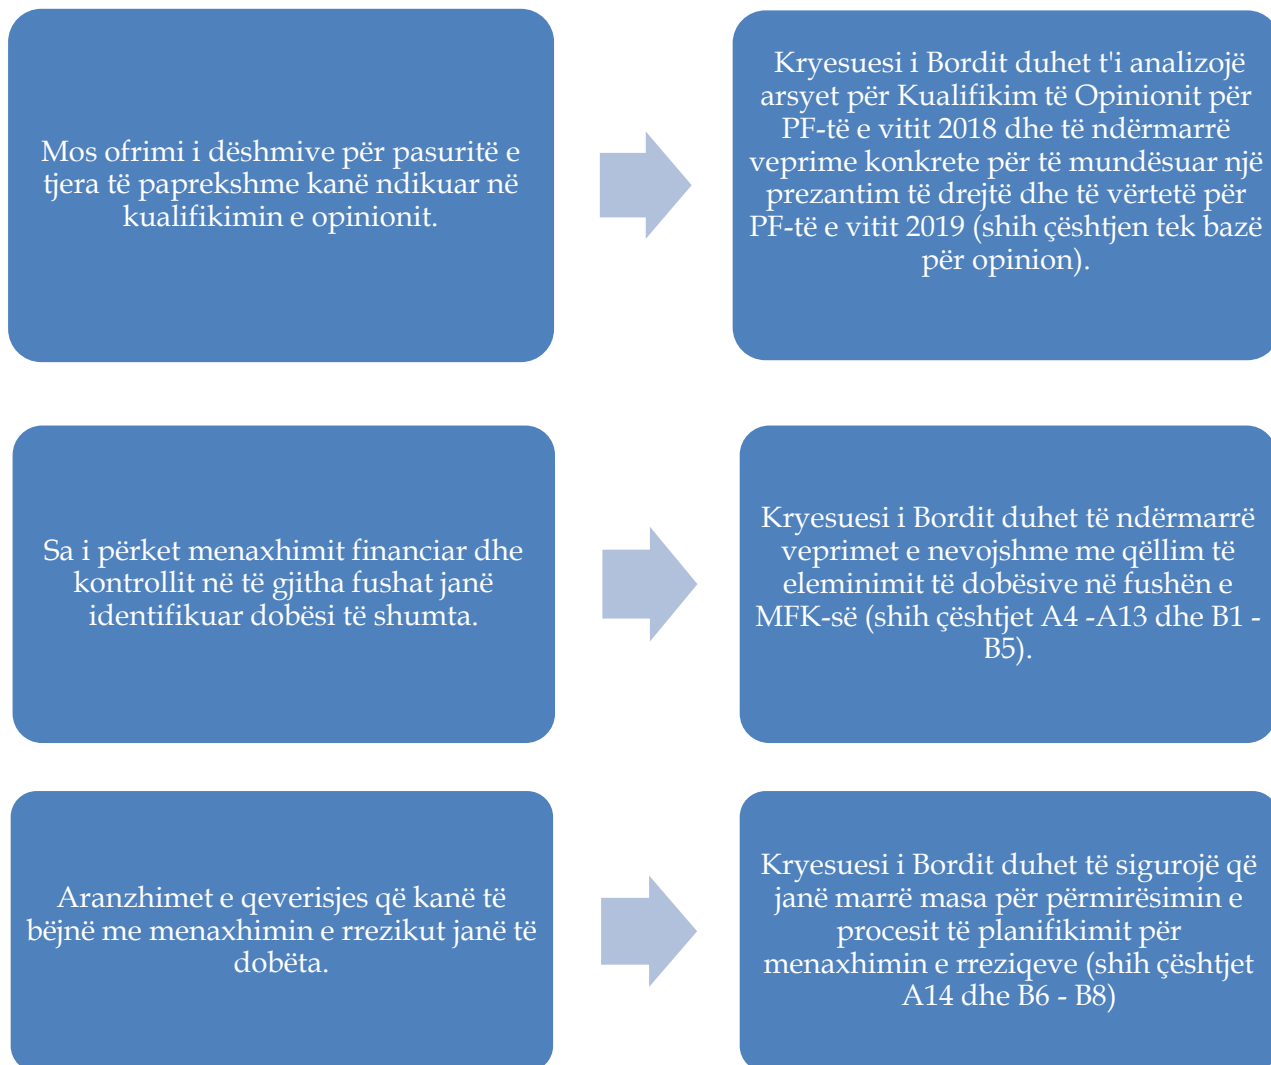 Mos ofrimi i dëshmive për pasuritë e
tjera të paprekshme kanë ndikuar në
kualifikimin e opinionit.
Kryesuesi i Bordit duhet t'i analizojë
arsyet për Kualifikim të Opinionit për
PF-të e vitit 2018 dhe të ndërmarrë
veprime konkrete për të mundësuar një
prezantim të drejtë dhe të vërtetë për
PF-të e vitit 2019 (shih çështjen tek bazë
për opinion).
Sa i përket menaxhimit financiar dhe
kontrollit në të gjitha fushat janë
identifikuar dobësi të shumta.
Kryesuesi i Bordit duhet të ndërmarrë
veprimet e nevojshme me qëllim të
eleminimit të dobësive në fushën e
MFK-së (shih çështjet A4 -A13 dhe B1 -
B5).
Aranzhimet e qeverisjes që kanë të
bëjnë me menaxhimin e rrezikut janë të
dobëta.
Kryesuesi i Bordit duhet të sigurojë që
janë marrë masa për përmirësimin e
procesit të planifikimit për
menaxhimin e rreziqeve (shih çështjet
A14 dhe B6 - B8)